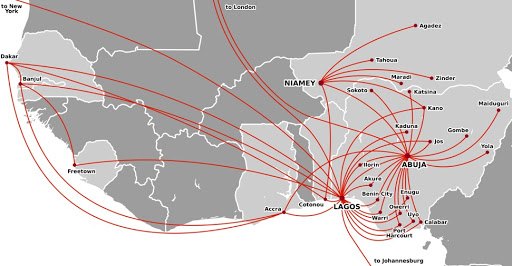 to New
York
to London
Agadez
Dakar
Tahoua
Banjul
NIAMEY
Maradi
Zinder
Sokoto
Katsina
Maiduguri
Kano
Kaduna
Gombe
Jos
Yola
Freetown
Ilorin
ABUJA
Akure
Benin City
Enugu
Cotonou
Accra
LAGOS
Owerri
Warri
Uyo
Calabar
Port
Harcourt
to Johannesburg